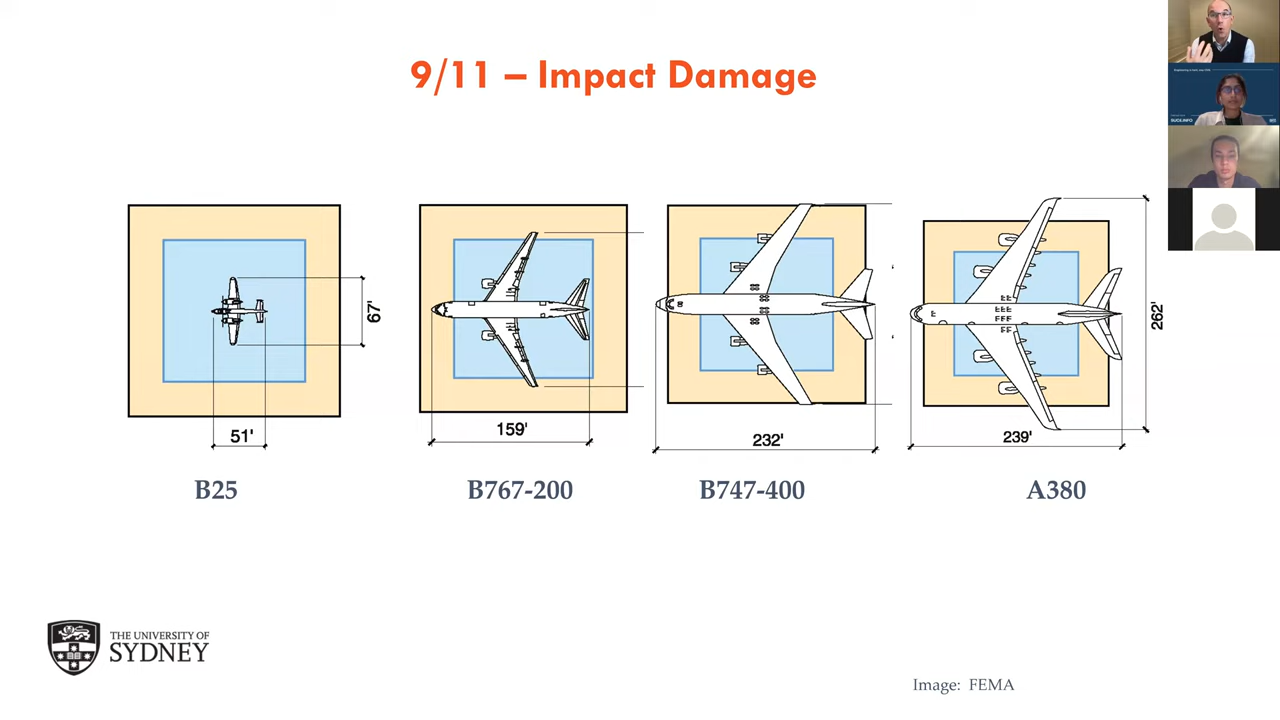 9/11 – Impact Damage
67'
51'
159'
232'
262'
239'
B25
B767-200
B747-400
A380
THE UNIVERSITY OF
SYDNEY
Image: FEMA